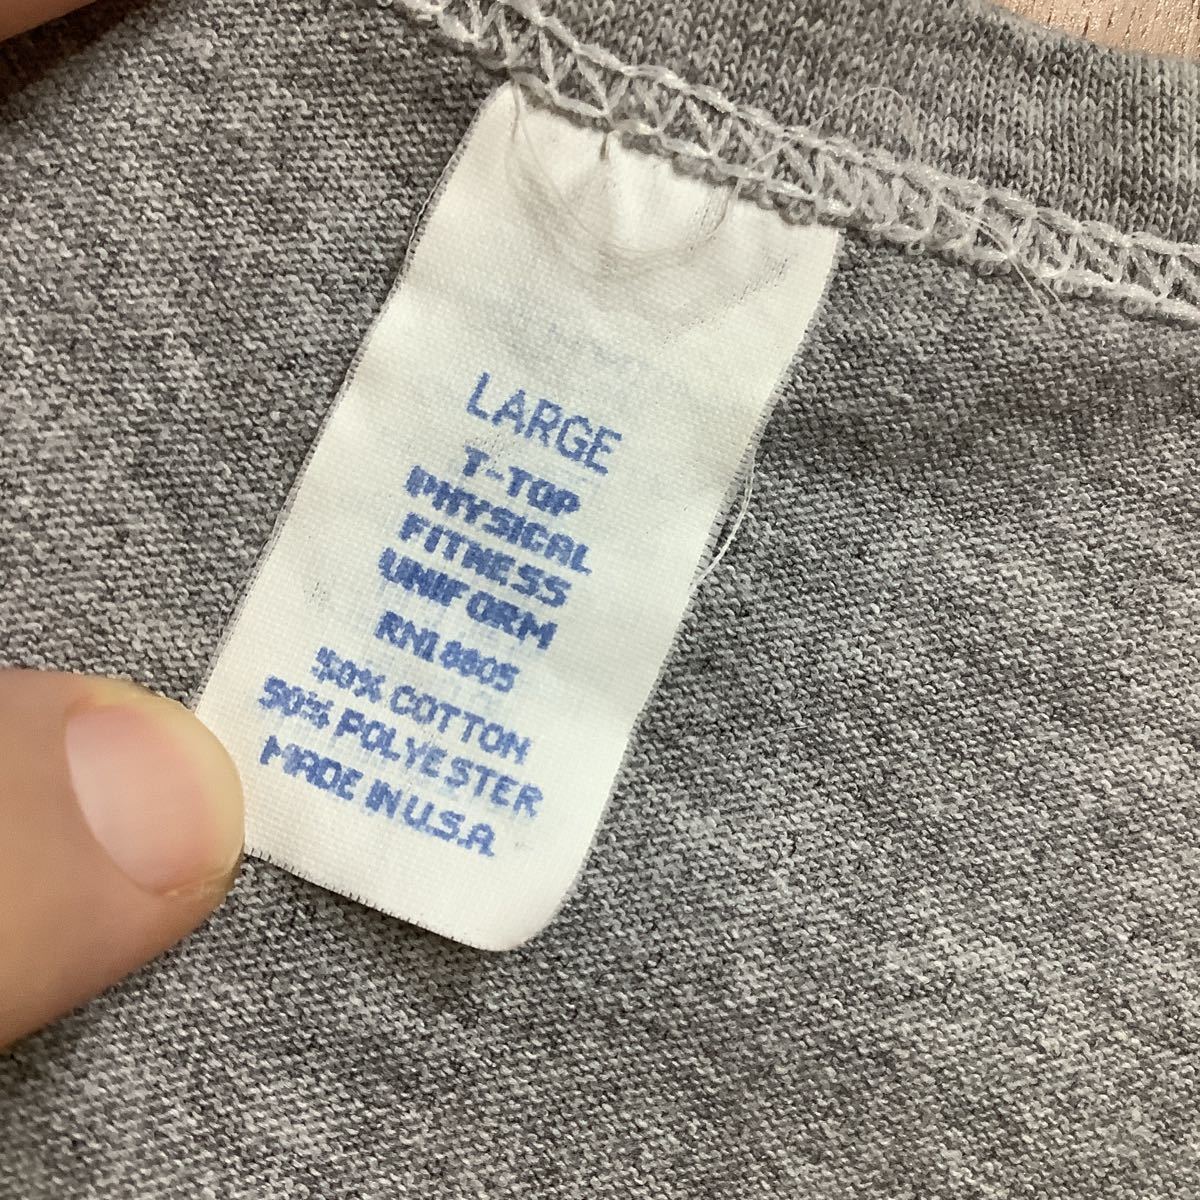 LARGE
T-TOP
PHYSICAL
FITNESS
UNIFORM
RN18805
50% COTTON
50% POLYESTER
MADE IN U.S.A.